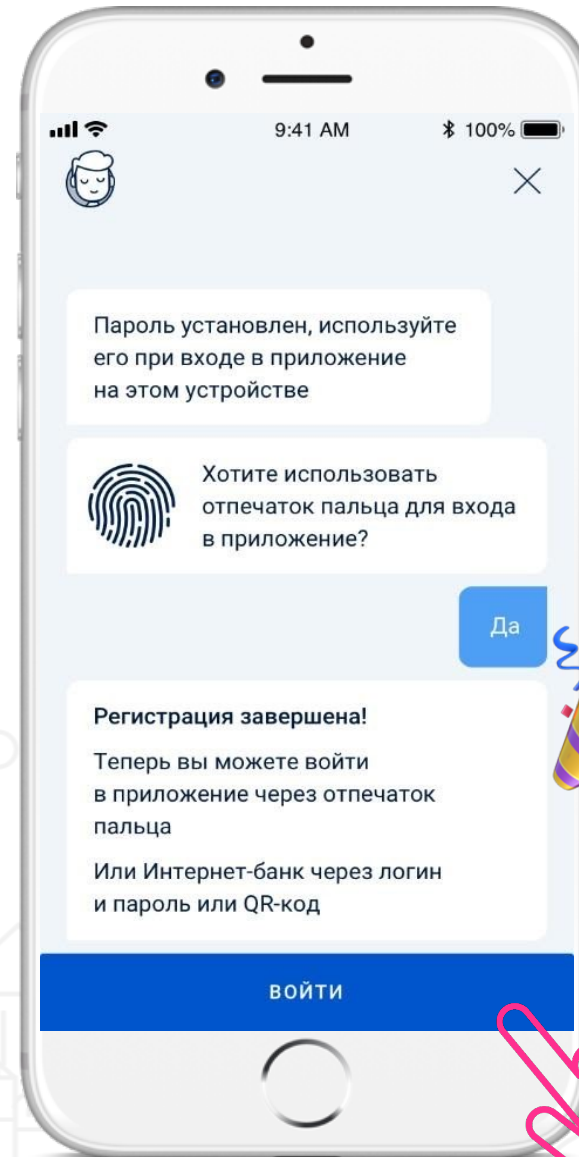 9:41 AM
100%
Пароль установлен, используйте
его при входе в приложение
на этом устройстве
Хотите использовать
отпечаток пальца для входа
в приложение?
Да
Регистрация завершена!
Теперь вы можете войти
в приложение через отпечаток
пальца
Или Интернет-банк через логин
и пароль или QR-код
ВОЙТИ